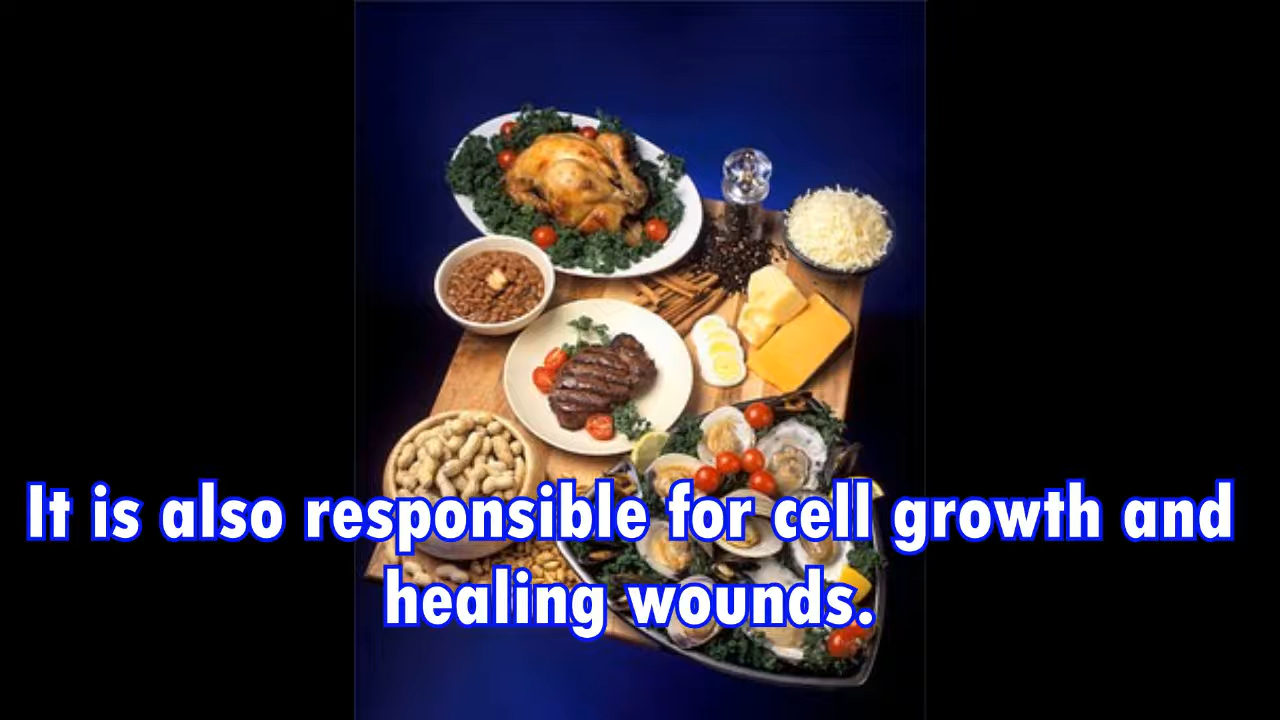 It is also responsible for cell growth and
healing wounds.